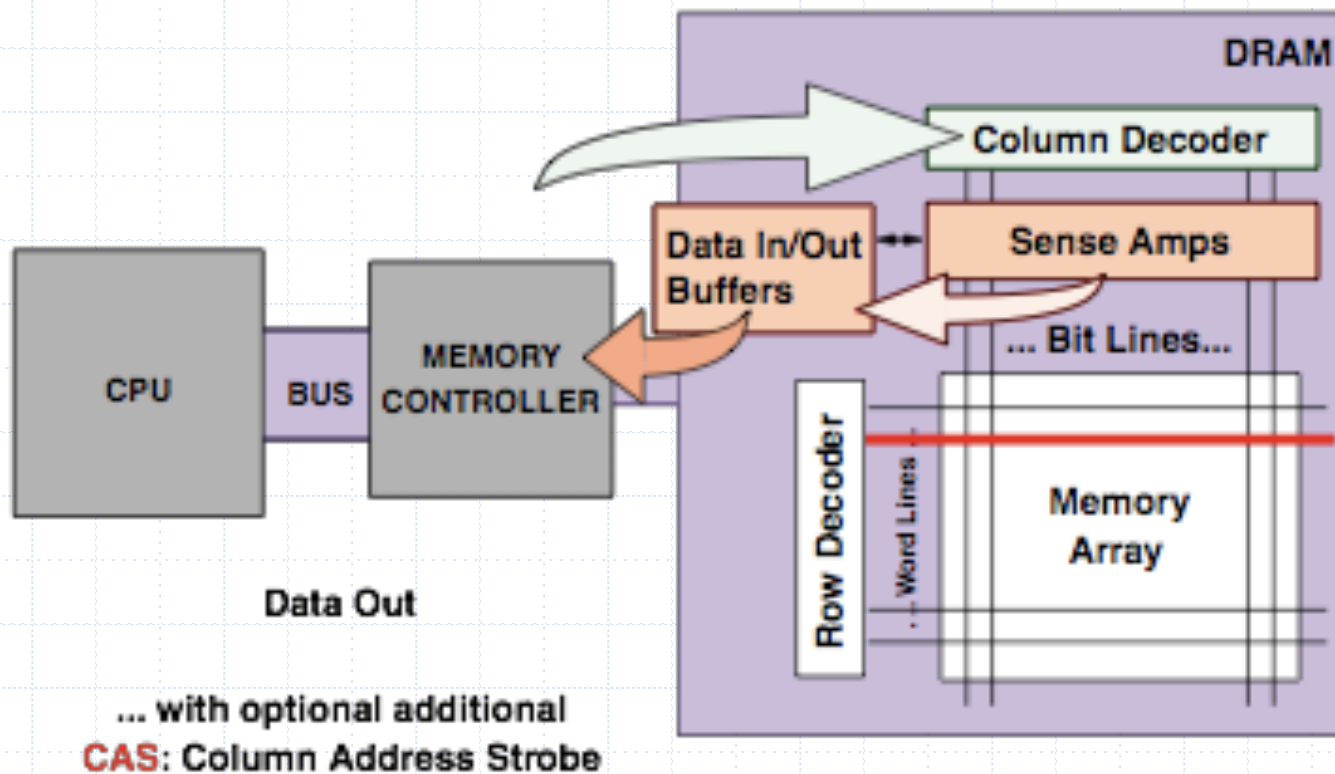 DRAM
Column Decoder
Data In/Out
Buffers
Sense Amps
... Bit Lines...
CPU
BUS
MEMORY
CONTROLLER
Row Decoder
... Word Lines ...
Memory
Array
Data Out
... with optional additional
CAS: Column Address Strobe